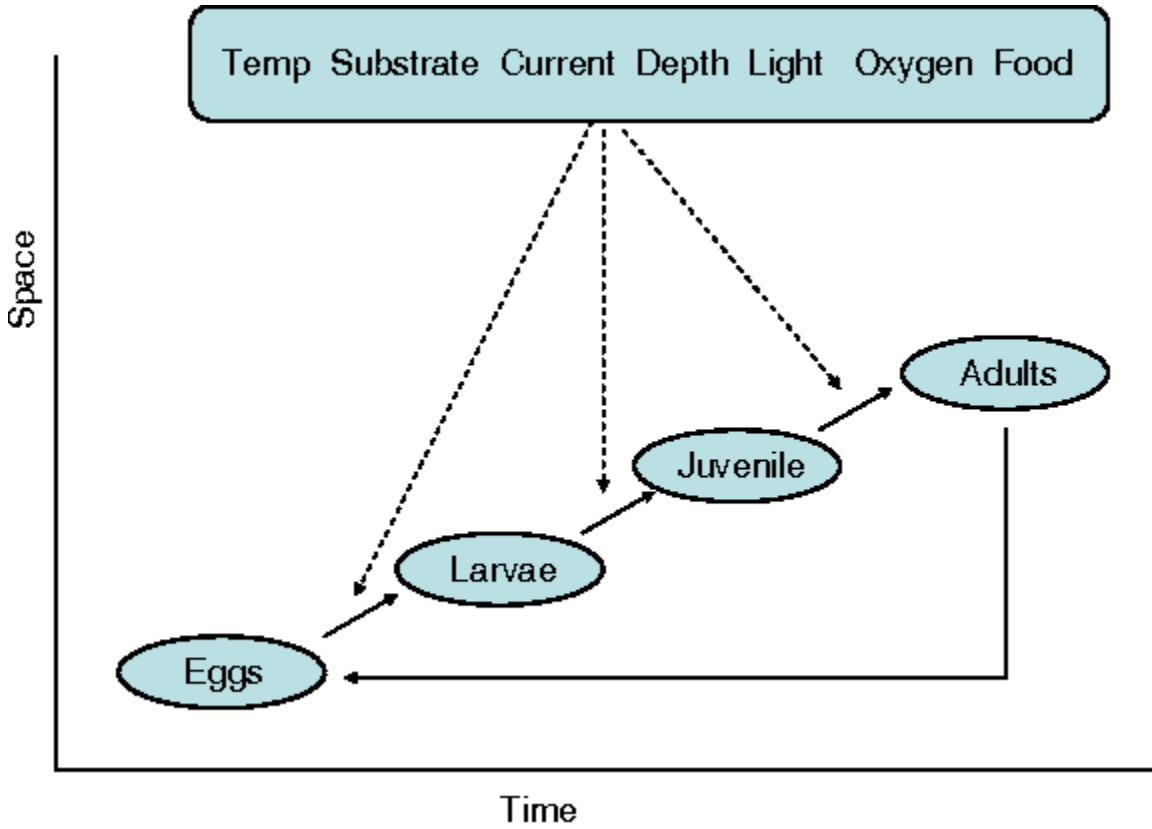 Temp Substrate Current Depth Light Oxygen Food
Space
Adults
Juvenile
Larvae
Eggs
Time